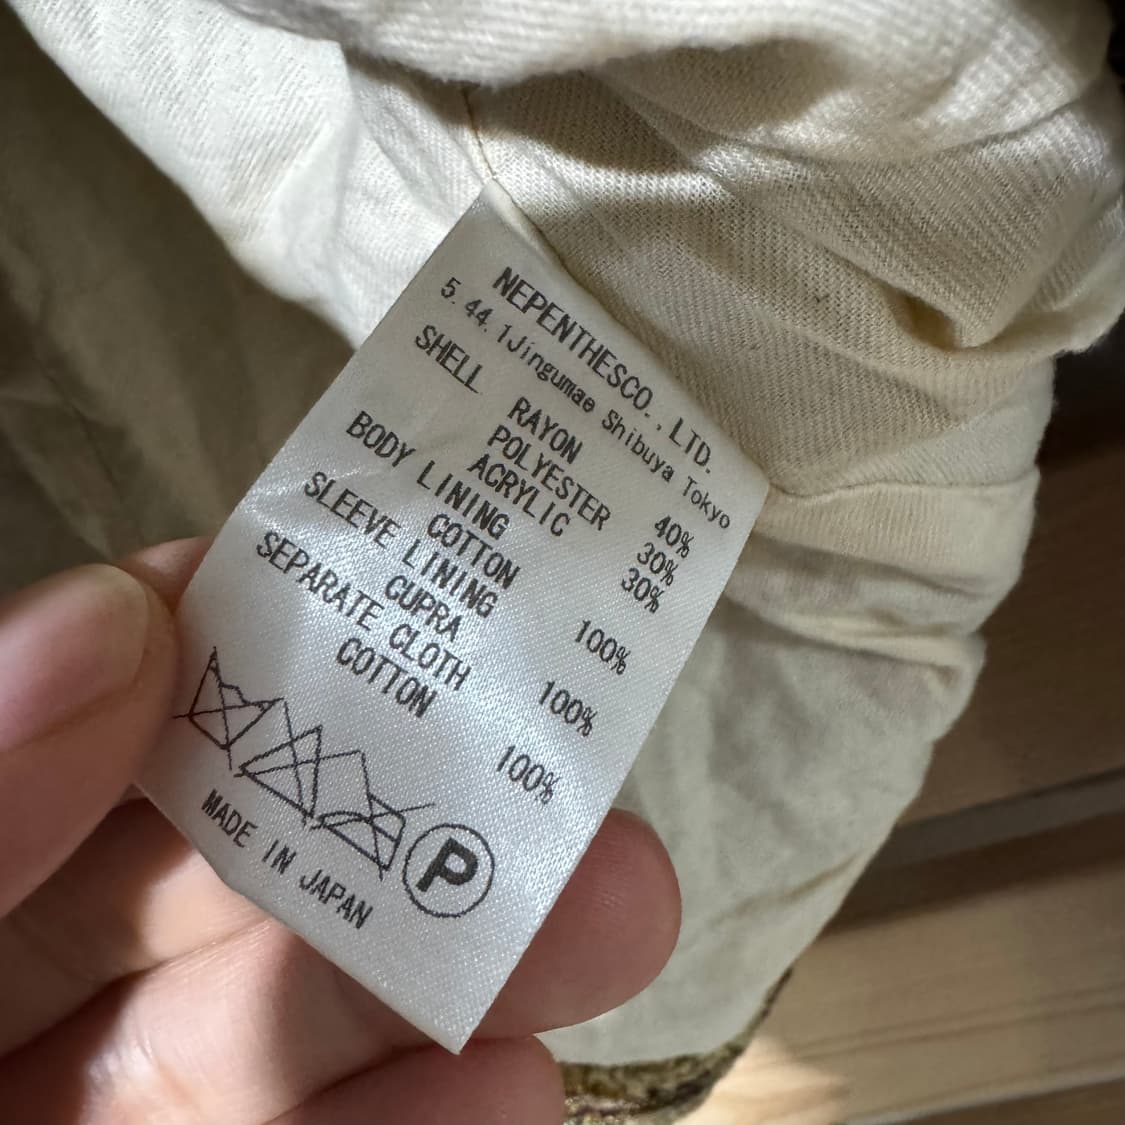 NEPENTHESCO., LTD.
5. 44. 1Jingumae Shibuya Tokyo
SHELL
RAYON 40%
POLYESTER 30%
ACRYLIC 30%
BODY LINING
COTTON 100%
SLEEVE LINING
CUPRA 100%
SEPARATE CLOTH
COTTON 100%
P
MADE IN JAPAN